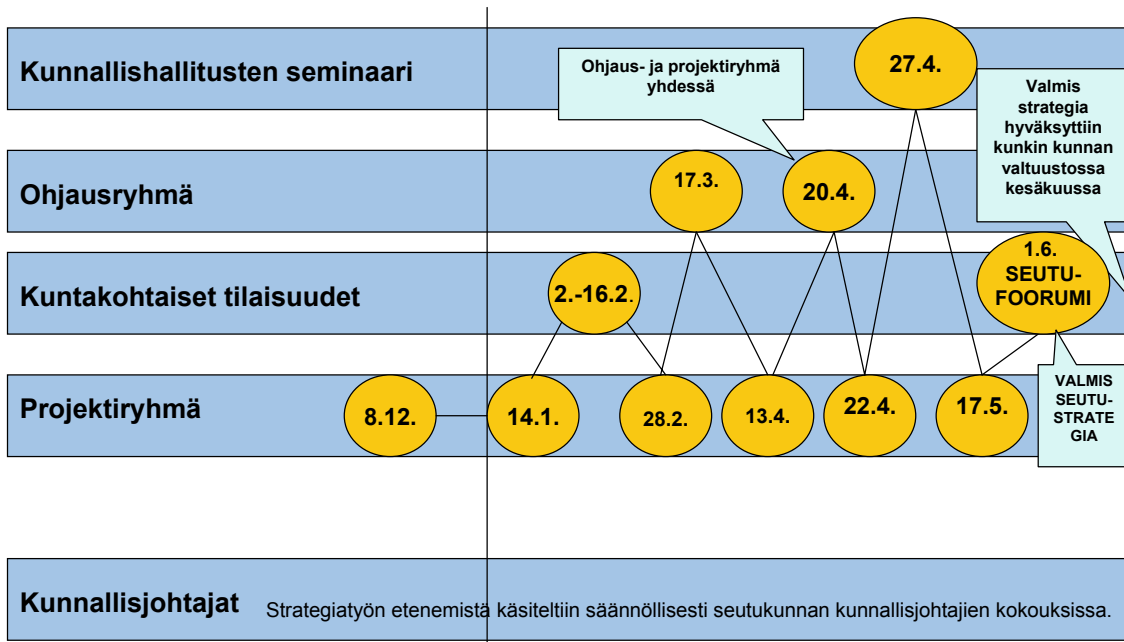 Kunnallishallitusten seminaari
Ohjaus- ja projektiryhmä
yhdessä
27.4.
Valmis
strategia
hyväksyttiin
kunkin kunnan
valtuustossa
kesäkuussa
Ohjausryhmä
17.3.
20.4.
Kuntakohtaiset tilaisuudet
2.-16.2.
1.6.
SEUTU-
FOORUMI
Projektiryhmä
8.12.
14.1.
28.2.
13.4.
22.4.
17.5.
VALMIS
SEUTU-
STRATE
GIA
Kunnallisjohtajat
Strategiatyön etenemistä käsiteltiin säännöllisesti seutukunnan kunnallisjohtajien kokouksissa.